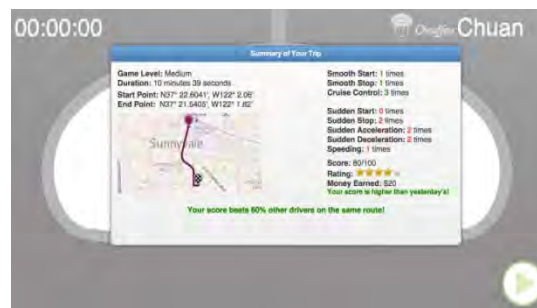 00:00:00
Chauffeur Chuan
Summary of Your Trip
Game Level: Medium
Duration: 10 minutes 39 seconds
Start Point: N37° 22.6041', W122° 2.06'
End Point: N37° 21.5405', W122° 1.62'
Sunnyvale
Smooth Start: 1 times
Smooth Stop: 1 times
Cruise Control: 3 times
Sudden Start: 0 times
Sudden Stop: 2 times
Sudden Acceleration: 2 times
Sudden Deceleration: 2 times
Speeding: 1 times
Score: 80/100
Rating:
Money Earned: $20
Your score is higher than yesterday's!
Your score beats 60% other drivers on the same route!